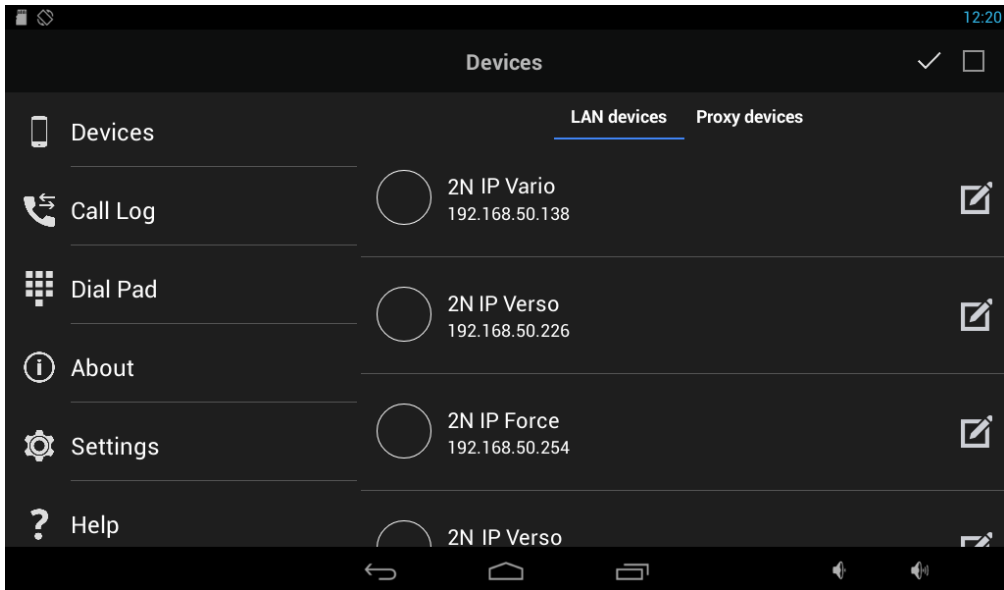 12:20
Devices
Devices
Call Log
Dial Pad
About
Settings
Help
LAN devices Proxy devices
2N IP Vario
192.168.50.138
2N IP Verso
192.168.50.226
2N IP Force
192.168.50.254
2N IP Verso